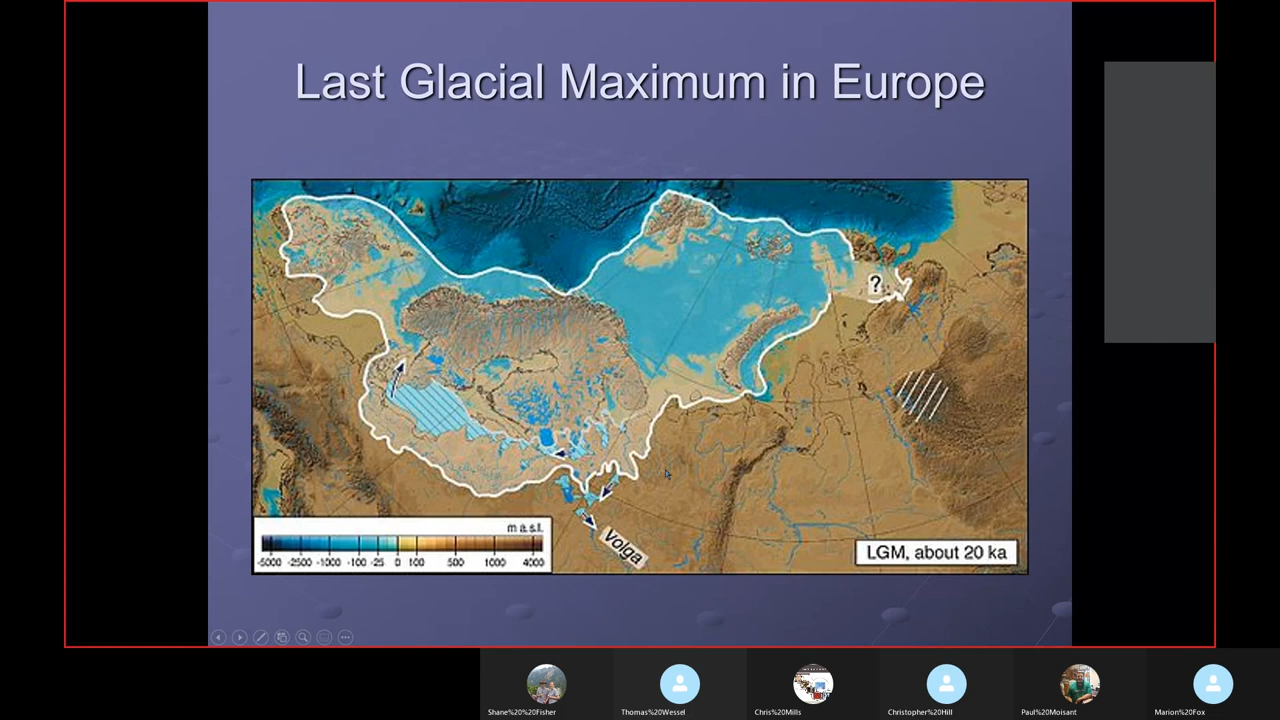 Last Glacial Maximum in Europe
?
m a.s.l.
-5000 -2500 -1000 -100 -25 0 100 500 1000 4000
Volga
LGM, about 20 ka
Shane%20%20Fisher
Thomas%20Wessel
Chris%20Mills
Christopher%20Hill
Paul%20Moisant
Marion%20Fox